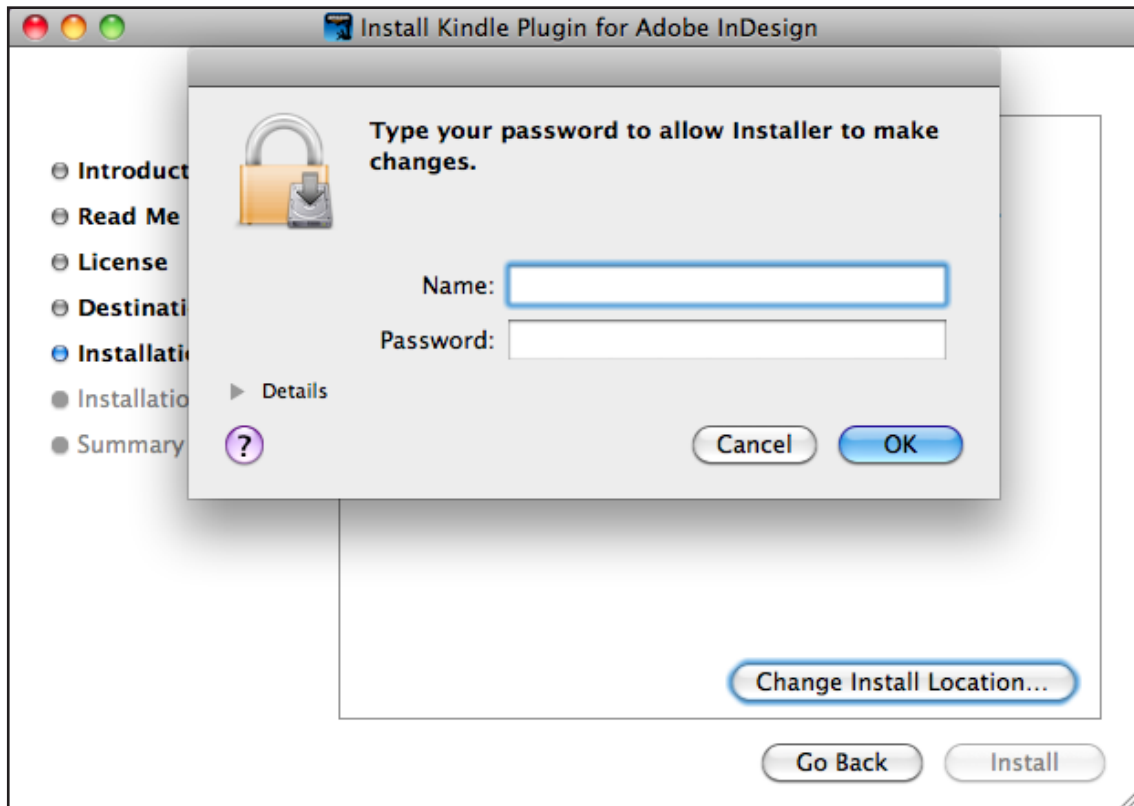 Install Kindle Plugin for Adobe InDesign
Type your password to allow Installer to make
changes.
Introduct
Read Me
License
Destinati
Installatio
Installatio
Summary
Name:
Password:
Details
?
Cancel
OK
Change Install Location...
Go Back
Install